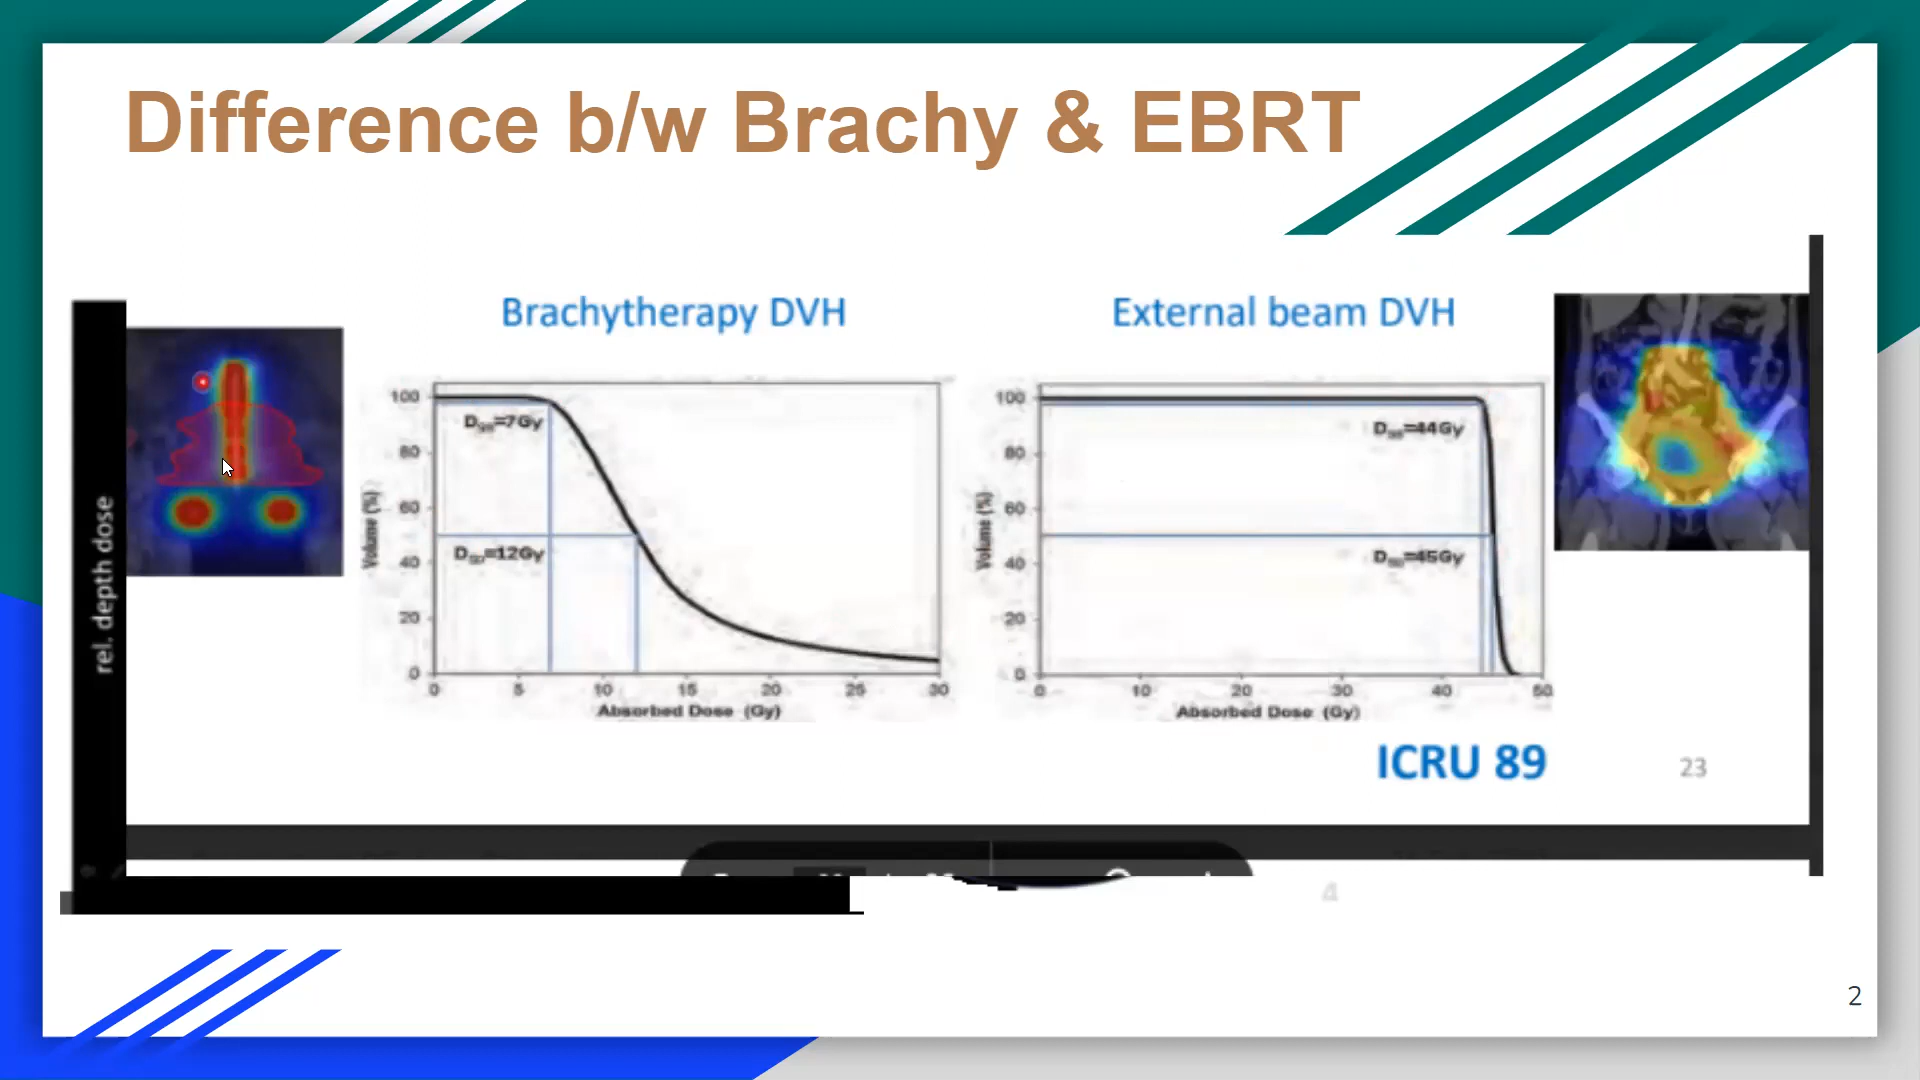 Difference b/w Brachy & EBRT
Brachytherapy DVH
External beam DVH
rel. depth dose
100
80
60
40
20
0
Volume (%)
D98=7Gy
D50=12Gy
0 5 10 15 20 25 30
Absorbed Dose (Gy)
100
80
60
40
20
0
Volume (%)
D98=44Gy
D50=45Gy
0 10 20 30 40 50
Absorbed Dose (Gy)
ICRU 89
23
4
2